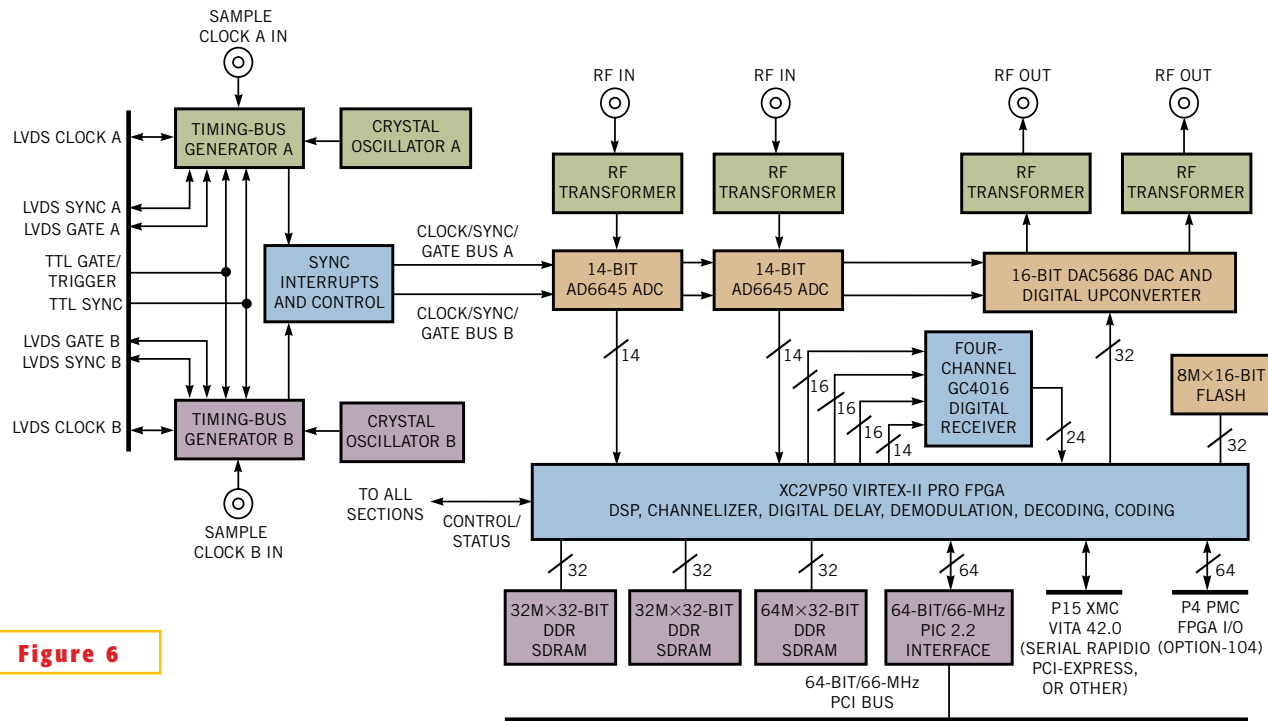 SAMPLE
CLOCK A IN
RF IN
RF IN
RF OUT
RF OUT
LVDS CLOCK A
TIMING-BUS
GENERATOR A
CRYSTAL
OSCILLATOR A
RF
TRANSFORMER
RF
TRANSFORMER
RF
TRANSFORMER
RF
TRANSFORMER
LVDS SYNC A
LVDS GATE A
TTL GATE/
TRIGGER
TTL SYNC
LVDS GATE B
LVDS SYNC B
SYNC
INTERRUPTS
AND CONTROL
CLOCK/SYNC/
GATE BUS A
CLOCK/SYNC/
GATE BUS B
14-BIT
AD6645 ADC
14-BIT
AD6645 ADC
16-BIT DAC5686 DAC AND
DIGITAL UPCONVERTER
14
14
16
16
16
14
FOUR-
CHANNEL
GC4016
DIGITAL
RECEIVER
24
32
8M×16-BIT
FLASH
32
LVDS CLOCK B
TIMING-BUS
GENERATOR B
CRYSTAL
OSCILLATOR B
SAMPLE
CLOCK B IN
TO ALL
SECTIONS
CONTROL/
STATUS
XC2VP50 VIRTEX-II PRO FPGA
DSP, CHANNELIZER, DIGITAL DELAY, DEMODULATION, DECODING, CODING
32
32
32
64
64
32M×32-BIT
DDR
SDRAM
32M×32-BIT
DDR
SDRAM
64M×32-BIT
DDR
SDRAM
64-BIT/66-MHz
PIC 2.2
INTERFACE
P15 XMC
VITA 42.0
(SERIAL RAPIDIO
PCI-EXPRESS,
OR OTHER)
P4 PMC
FPGA I/O
(OPTION-104)
64-BIT/66-MHz
PCI BUS
Figure 6